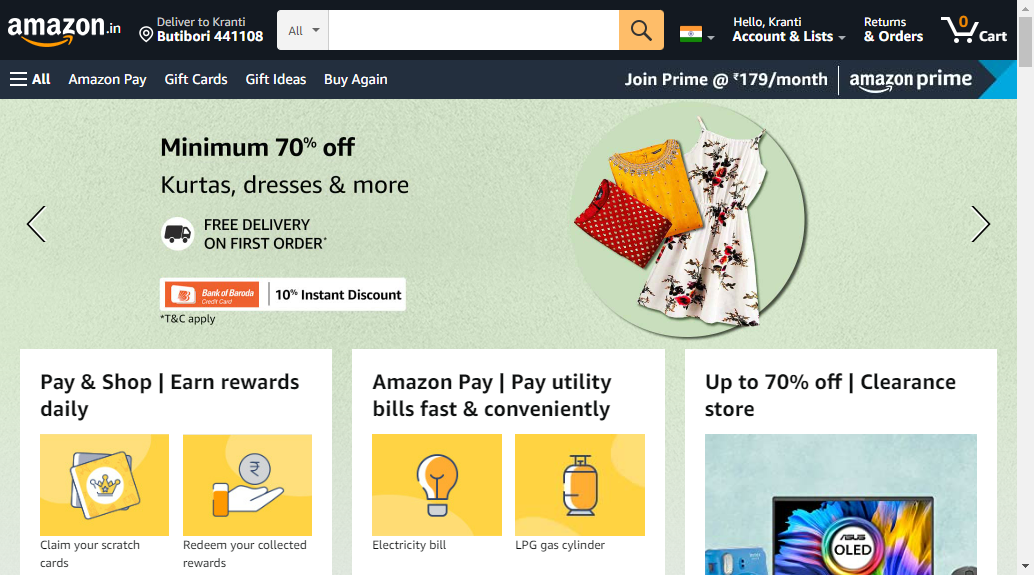 amazon.in
Deliver to Kranti
Butibori 441108
All
Hello, Kranti
Account & Lists
Returns
& Orders
0
Cart
All
Amazon Pay
Gift Cards
Gift Ideas
Buy Again
Join Prime @ ₹179/month
amazon prime
Minimum 70% off
Kurtas, dresses & more
FREE DELIVERY
ON FIRST ORDER*
Bank of Baroda
Credit Card
10% Instant Discount
*T&C apply
Pay & Shop | Earn rewards
daily
₹
Claim your scratch
cards
Redeem your collected
rewards
Amazon Pay | Pay utility
bills fast & conveniently
Electricity bill
LPG gas cylinder
Up to 70% off | Clearance
store
ASUS
OLED